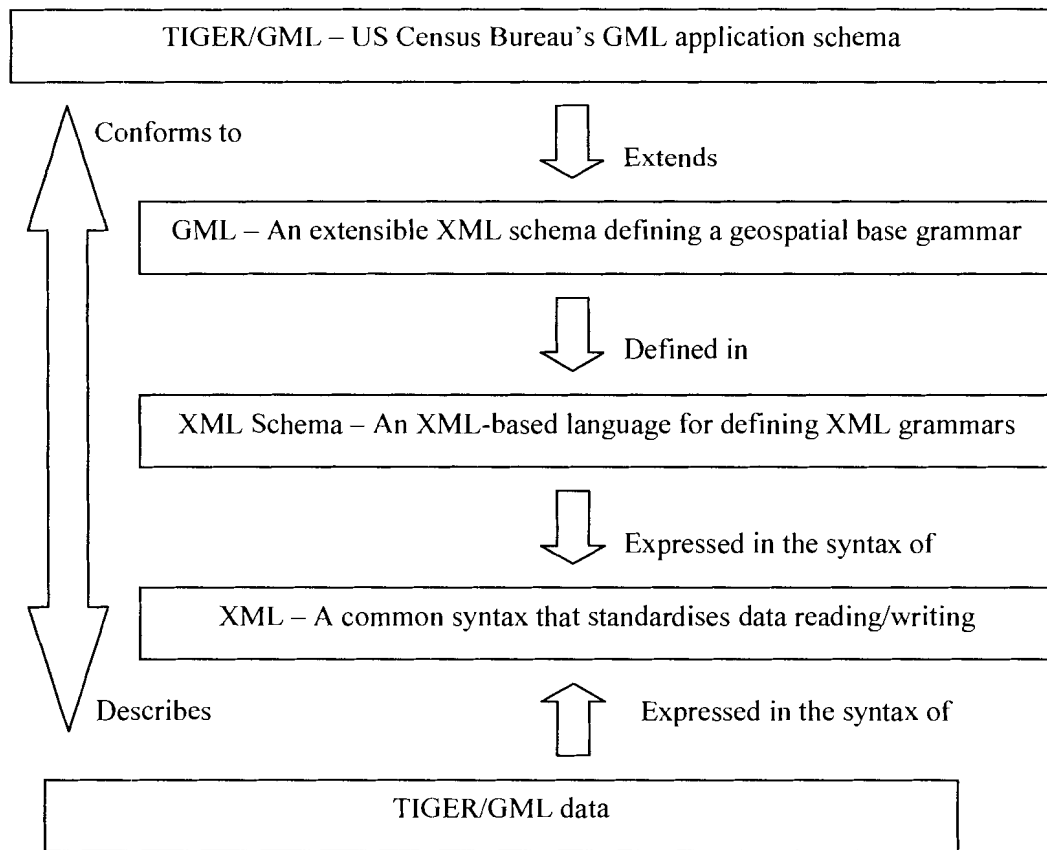 TIGER/GML – US Census Bureau's GML application schema
Conforms to
Extends
GML – An extensible XML schema defining a geospatial base grammar
Defined in
XML Schema – An XML-based language for defining XML grammars
Expressed in the syntax of
XML – A common syntax that standardises data reading/writing
Describes
Expressed in the syntax of
TIGER/GML data